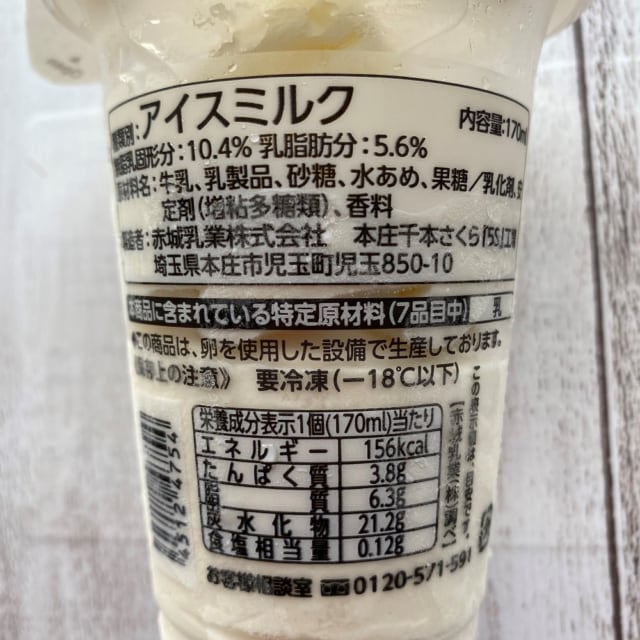 種類別：アイスミルク 内容量：170ml
無脂乳固形分：10.4% 乳脂肪分：5.6%
原材料名：牛乳、乳製品、砂糖、水あめ、果糖／乳化剤、安
定剤(増粘多糖類)、香料
製造者：赤城乳業株式会社 本庄千本さくら『5S』工場
埼玉県本庄市児玉町児玉850-10
本商品に含まれている特定原材料(7品目中) 乳
●この商品は、卵を使用した設備で生産しております。
《保存上の注意》 要冷凍(－18℃以下)
栄養成分表示1個(170ml)当たり
エネルギー 156kcal
たんぱく質 3.8g
脂質 6.3g
炭水化物 21.2g
食塩相当量 0.12g
お客様相談室 0120-571-591
512 4754